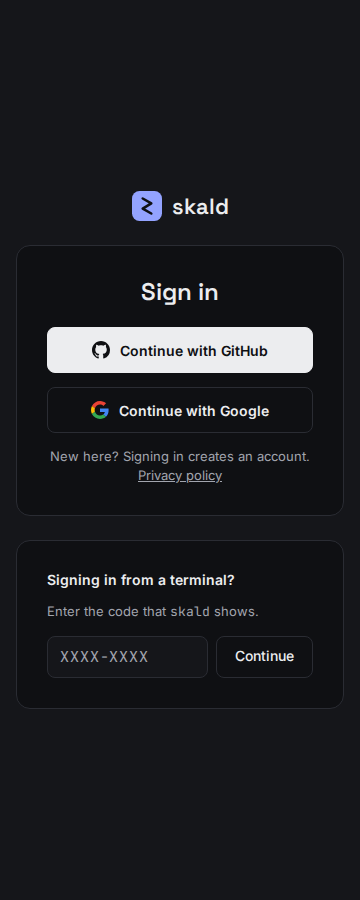 skald
Sign in
Continue with GitHub
Continue with Google
New here? Signing in creates an account.
Privacy policy
Signing in from a terminal?
Enter the code that skald shows.
XXXX-XXXX
Continue